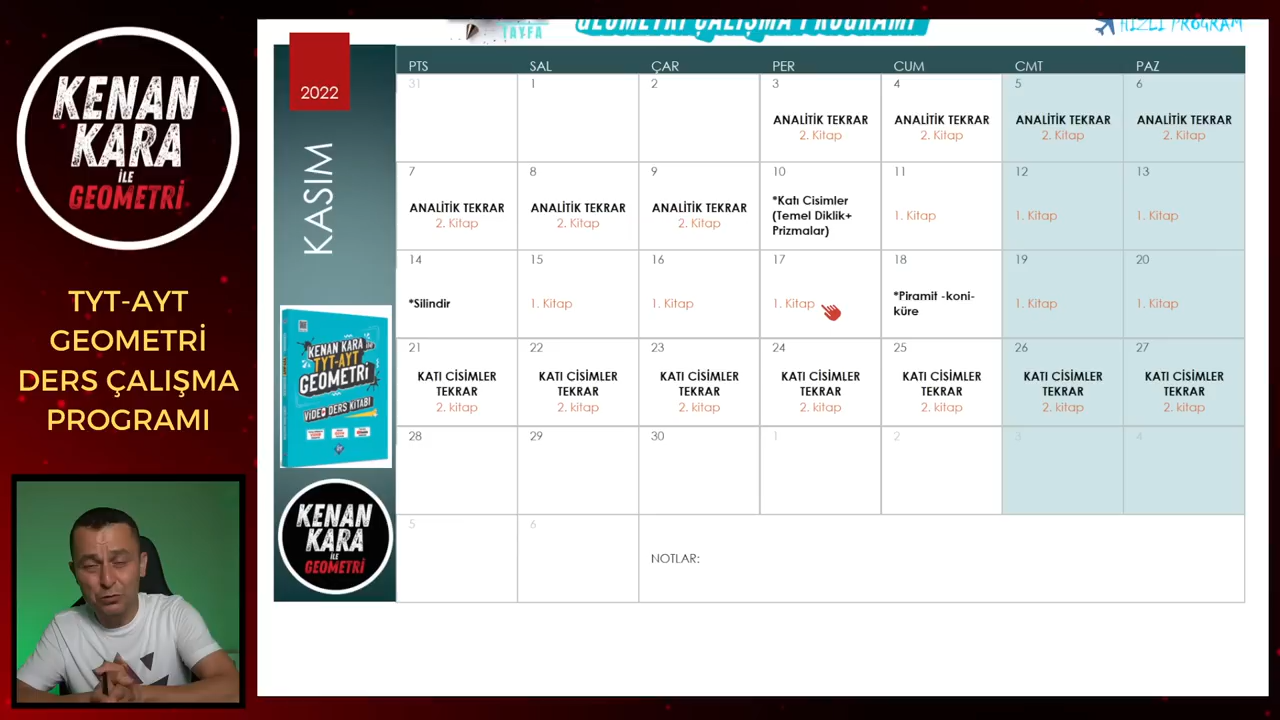 KENAN
KARA
İLE
GEOMETRİ
TYT-AYT
GEOMETRİ
DERS ÇALIŞMA
PROGRAMI
TAYFA
GEOMETRİ ÇALIŞMA PROGRAMI
HIZLI PROGRAM
2022
KASIM
PTS SAL ÇAR PER CUM CMT PAZ
31 1 2 3 4 5 6
ANALİTİK TEKRAR ANALİTİK TEKRAR ANALİTİK TEKRAR ANALİTİK TEKRAR
2. Kitap 2. Kitap 2. Kitap 2. Kitap
7 8 9 10 11 12 13
ANALİTİK TEKRAR ANALİTİK TEKRAR ANALİTİK TEKRAR
2. Kitap 2. Kitap 2. Kitap
*Katı Cisimler
(Temel Diklik+
Prizmalar)
1. Kitap 1. Kitap 1. Kitap
14 15 16 17 18 19 20
*Silindir 1. Kitap 1. Kitap 1. Kitap
*Piramit -koni-
küre
1. Kitap 1. Kitap
21 22 23 24 25 26 27
KATI CİSİMLER KATI CİSİMLER KATI CİSİMLER KATI CİSİMLER KATI CİSİMLER KATI CİSİMLER KATI CİSİMLER
TEKRAR TEKRAR TEKRAR TEKRAR TEKRAR TEKRAR TEKRAR
2. kitap 2. kitap 2. kitap 2. kitap 2. kitap 2. kitap 2. kitap
28 29 30 1 2 3 4
5 6
NOTLAR:
KENAN KARA İLE
TYT-AYT
GEOMETRİ
VİDEO DERS KİTABI
KENAN
KARA
İLE
GEOMETRİ